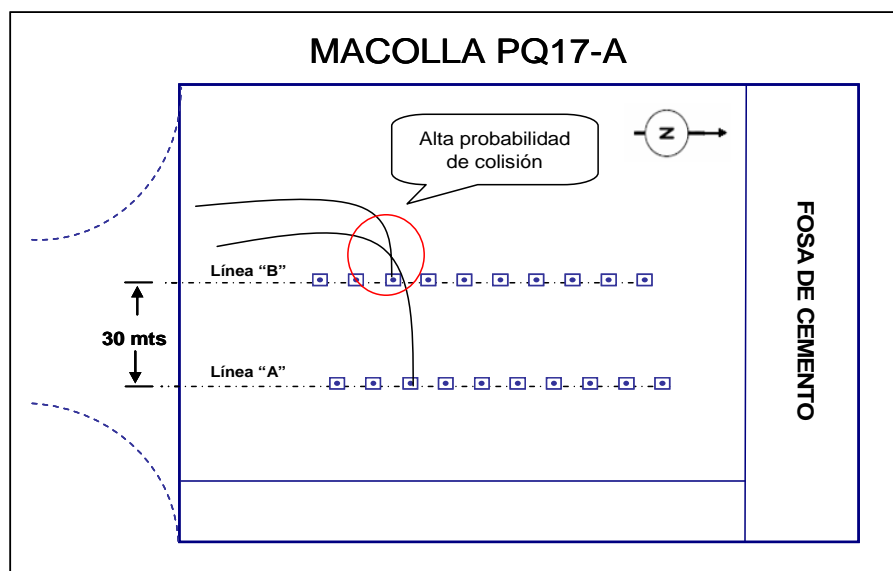 MACOLLA PQ17-A
Alta probabilidad
de colisión
N
Línea “B”
30 mts
Línea “A”
FOSA DE CEMENTO